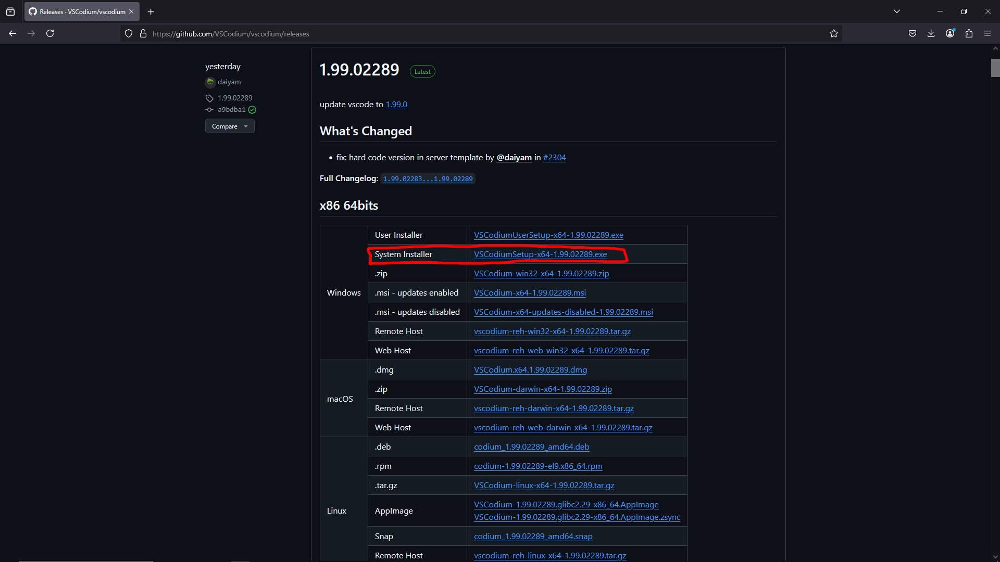 Releases · VSCodium/vscodium
https://github.com/VSCodium/vscodium/releases
yesterday
daiyam
1.99.02289
a9bdba1
Compare
1.99.02289 Latest
update vscode to 1.99.0
What's Changed
fix: hard code version in server template by @daiyam in #2304
Full Changelog: 1.99.02283...1.99.02289
x86 64bits
Windows
User Installer VSCodiumUserSetup-x64-1.99.02289.exe
System Installer VSCodiumSetup-x64-1.99.02289.exe
.zip VSCodium-win32-x64-1.99.02289.zip
.msi - updates enabled VSCodium-x64-1.99.02289.msi
.msi - updates disabled VSCodium-x64-updates-disabled-1.99.02289.msi
Remote Host vscodium-reh-win32-x64-1.99.02289.tar.gz
Web Host vscodium-reh-web-win32-x64-1.99.02289.tar.gz
macOS
.dmg VSCodium.x64.1.99.02289.dmg
.zip VSCodium-darwin-x64-1.99.02289.zip
Remote Host vscodium-reh-darwin-x64-1.99.02289.tar.gz
Web Host vscodium-reh-web-darwin-x64-1.99.02289.tar.gz
Linux
.deb codium_1.99.02289_amd64.deb
.rpm codium-1.99.02289-el9.x86_64.rpm
.tar.gz VSCodium-linux-x64-1.99.02289.tar.gz
AppImage VSCodium-1.99.02289.glibc2.29-x86_64.AppImage
VSCodium-1.99.02289.glibc2.29-x86_64.AppImage.zsync
Snap codium_1.99.02289_amd64.snap
Remote Host vscodium-reh-linux-x64-1.99.02289.tar.gz